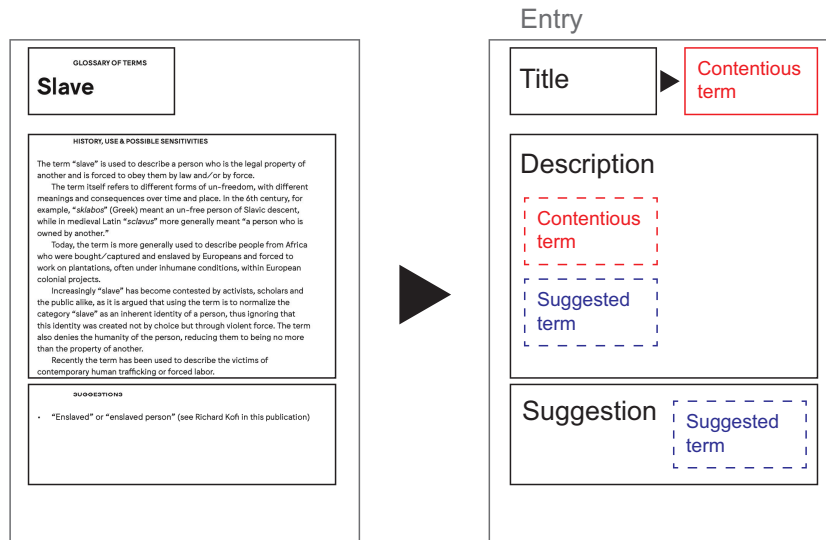 GLOSSARY OF TERMS
Slave
HISTORY, USE & POSSIBLE SENSITIVITIES
The term “slave” is used to describe a person who is the legal property of
another and is forced to obey them by law and/or by force.
The term itself refers to different forms of un-freedom, with different
meanings and consequences over time and place. In the 6th century, for
example, “sklabos” (Greek) meant an un-free person of Slavic descent,
while in medieval Latin “sclavus” more generally meant “a person who is
owned by another.”
Today, the term is more generally used to describe people from Africa
who were bought/captured and enslaved by Europeans and forced to
work on plantations, often under inhumane conditions, within European
colonial projects.
Increasingly “slave” has become contested by activists, scholars and
the public alike, as it is argued that using the term is to normalize the
category “slave” as an inherent identity of a person, thus ignoring that
this identity was created not by choice but through violent force. The term
also denies the humanity of the person, reducing them to being no more
than the property of another.
Recently the term has been used to describe the victims of
contemporary human trafficking or forced labor.
SUGGESTIONS
• “Enslaved” or “enslaved person” (see Richard Kofi in this publication)
Entry
Title
Contentious
term
Description
Contentious
term
Suggested
term
Suggestion
Suggested
term